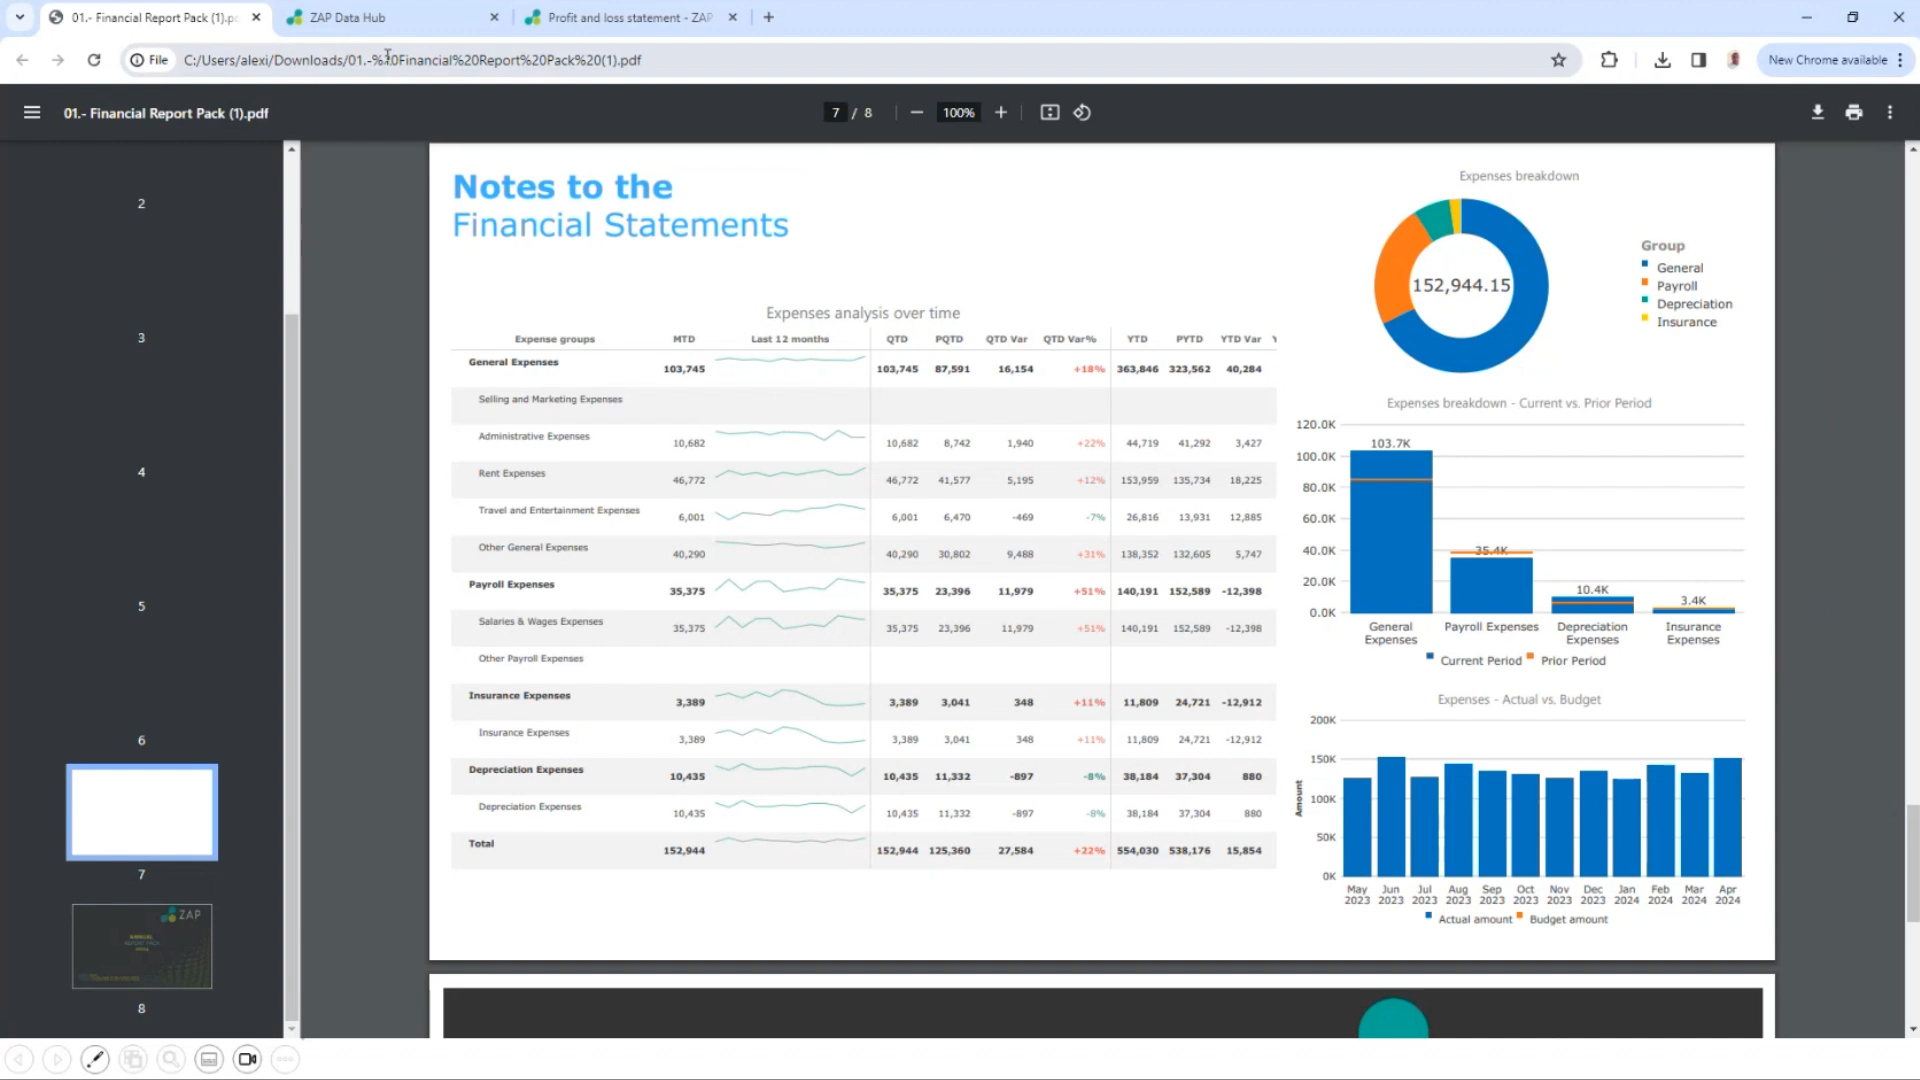 01.- Financial Report Pack (1).pd
ZAP Data Hub
Profit and loss statement - ZAP
File
C:/Users/alexi/Downloads/01.-%20Financial%20Report%20Pack%20(1).pdf
New Chrome available
01.- Financial Report Pack (1).pdf
7 / 8
100%
2
3
4
5
6
7
ZAP
8
Notes to the
Financial Statements
Expenses analysis over time
Expense groups MTD Last 12 months QTD PQTD QTD Var QTD Var% YTD PYTD YTD Var Y
General Expenses 103,745 103,745 87,591 16,154 +18% 363,846 323,562 40,284
Selling and Marketing Expenses
Administrative Expenses 10,682 10,682 8,742 1,940 +22% 44,719 41,292 3,427
Rent Expenses 46,772 46,772 41,577 5,195 +12% 153,959 135,734 18,225
Travel and Entertainment Expenses 6,001 6,001 6,470 -469 -7% 26,816 13,931 12,885
Other General Expenses 40,290 40,290 30,802 9,488 +31% 138,352 132,605 5,747
Payroll Expenses 35,375 35,375 23,396 11,979 +51% 140,191 152,589 -12,398
Salaries & Wages Expenses 35,375 35,375 23,396 11,979 +51% 140,191 152,589 -12,398
Other Payroll Expenses
Insurance Expenses 3,389 3,389 3,041 348 +11% 11,809 24,721 -12,912
Insurance Expenses 3,389 3,389 3,041 348 +11% 11,809 24,721 -12,912
Depreciation Expenses 10,435 10,435 11,332 -897 -8% 38,184 37,304 880
Depreciation Expenses 10,435 10,435 11,332 -897 -8% 38,184 37,304 880
Total 152,944 152,944 125,360 27,584 +22% 554,030 538,176 15,854
Expenses breakdown
152,944.15
Group
General
Payroll
Depreciation
Insurance
Expenses breakdown - Current vs. Prior Period
120.0K
100.0K
80.0K
60.0K
40.0K
20.0K
0.0K
103.7K
35.4K
10.4K
3.4K
General Expenses
Payroll Expenses
Depreciation Expenses
Insurance Expenses
Current Period Prior Period
Expenses - Actual vs. Budget
Amount
200K
150K
100K
50K
0K
May Jun Jul Aug Sep Oct Nov Dec Jan Feb Mar Apr
2023 2023 2023 2023 2023 2023 2023 2023 2024 2024 2024 2024
Actual amount Budget amount